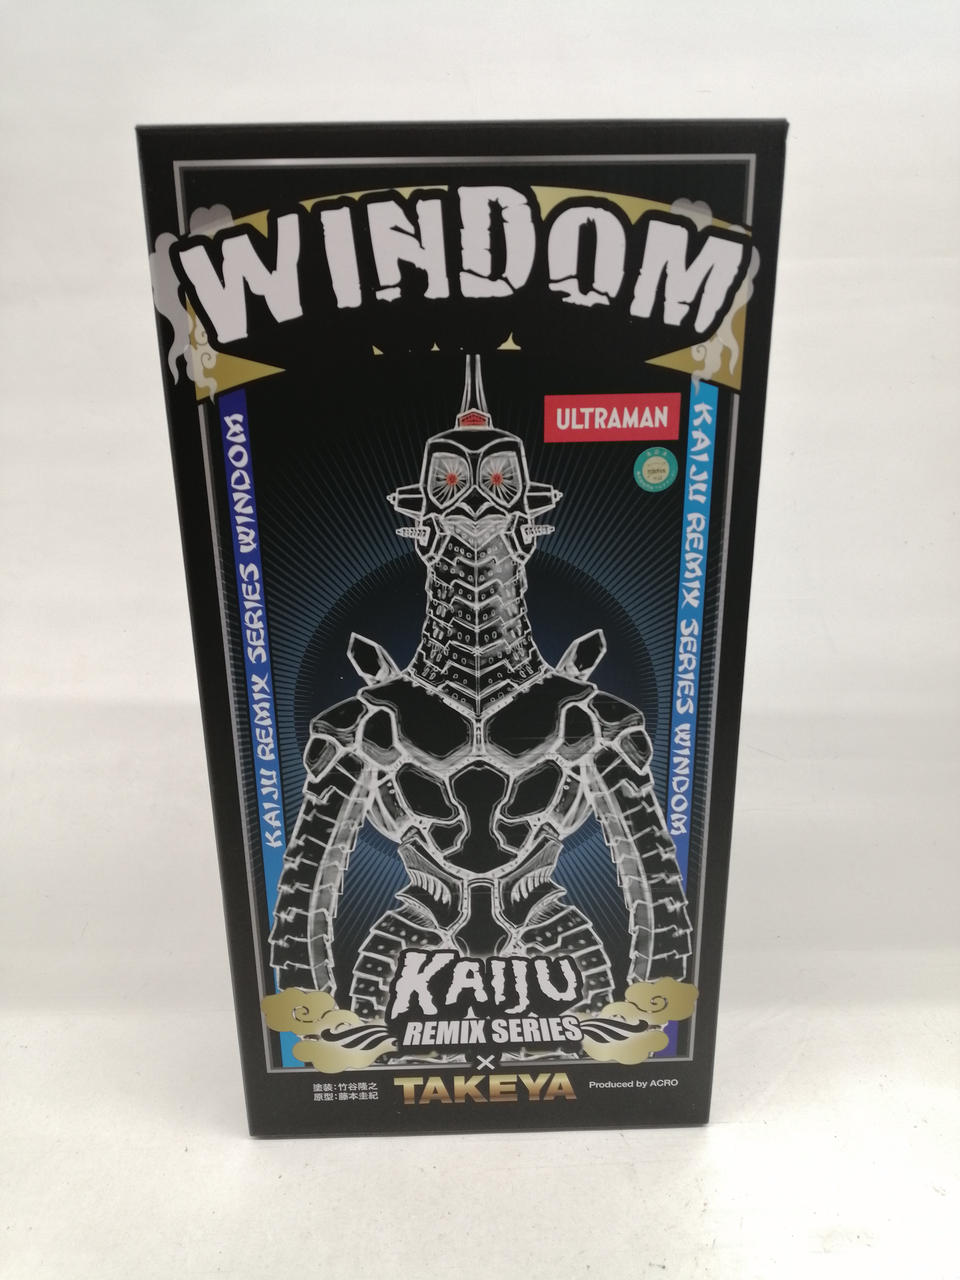 WINDOM
ULTRAMAN
KAIJU REMIX SERIES WINDOM
KAIJU REMIX SERIES WINDOM
KAIJU
REMIX SERIES
×
TAKEYA
塗装:竹谷隆之
原型:藤本圭紀
Produced by ACRO